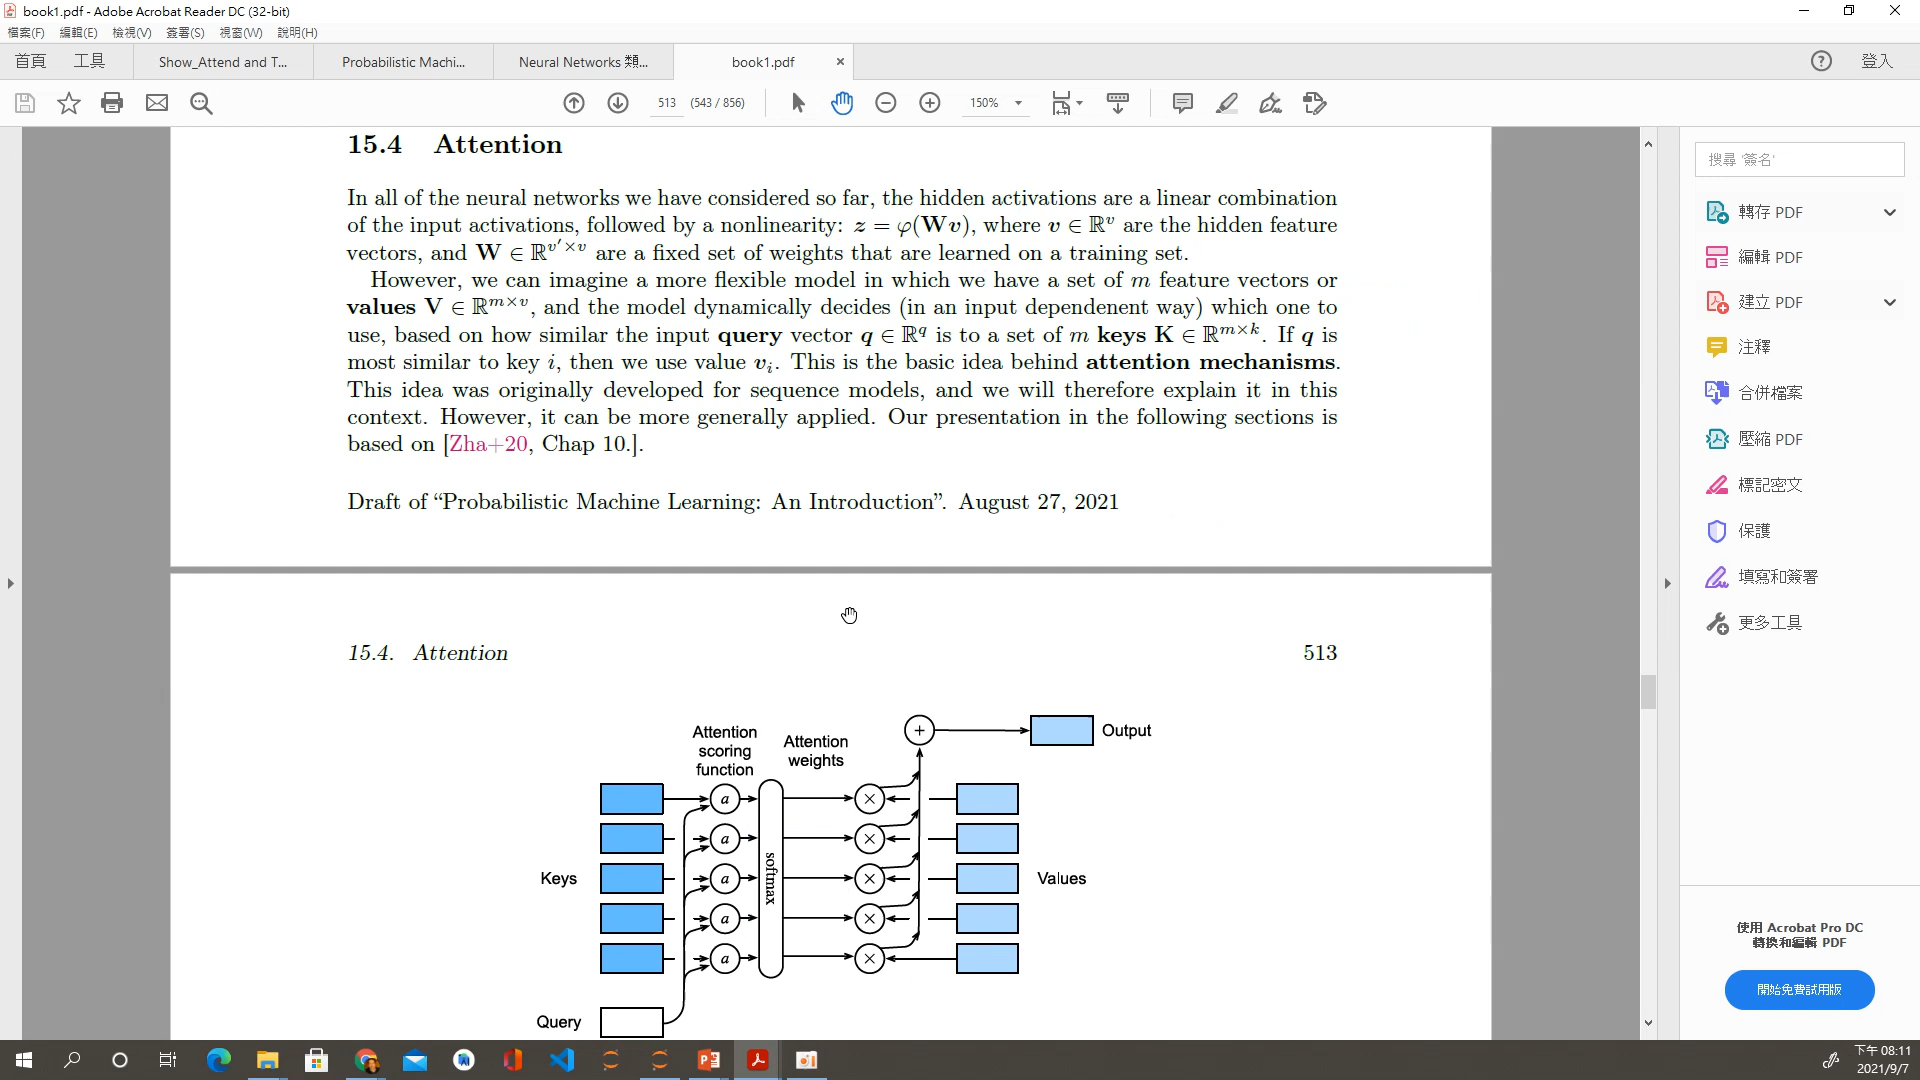 book1.pdf - Adobe Acrobat Reader DC (32-bit)
檔案(F) 編輯(E) 檢視(V) 簽署(S) 視窗(W) 說明(H)
首頁 工具 Show_Attend and T... Probabilistic Machi... Neural Networks 類... book1.pdf × 登入
513 (543 / 856) 150%
15.4 Attention
In all of the neural networks we have considered so far, the hidden activations are a linear combination
of the input activations, followed by a nonlinearity: z = φ(Wv), where v ∈ ℝᵛ are the hidden feature
vectors, and W ∈ ℝᵛ′ˣᵛ are a fixed set of weights that are learned on a training set.
However, we can imagine a more flexible model in which we have a set of m feature vectors or
values V ∈ ℝᵐˣᵛ, and the model dynamically decides (in an input dependenent way) which one to
use, based on how similar the input query vector q ∈ ℝ^q is to a set of m keys K ∈ ℝᵐˣᵏ. If q is
most similar to key i, then we use value vᵢ. This is the basic idea behind attention mechanisms.
This idea was originally developed for sequence models, and we will therefore explain it in this
context. However, it can be more generally applied. Our presentation in the following sections is
based on [Zha+20, Chap 10.].
Draft of “Probabilistic Machine Learning: An Introduction”. August 27, 2021
15.4. Attention 513
Attention
scoring
function
Attention
weights
+
Output
a
a
a
a
a
softmax
×
×
×
×
×
Keys
Values
Query
搜尋 '簽名'
轉存 PDF
編輯 PDF
建立 PDF
注釋
合併檔案
壓縮 PDF
標記密文
保護
填寫和簽署
更多工具
使用 Acrobat Pro DC
轉換和編輯 PDF
開始免費試用版
下午 08:11
2021/9/7